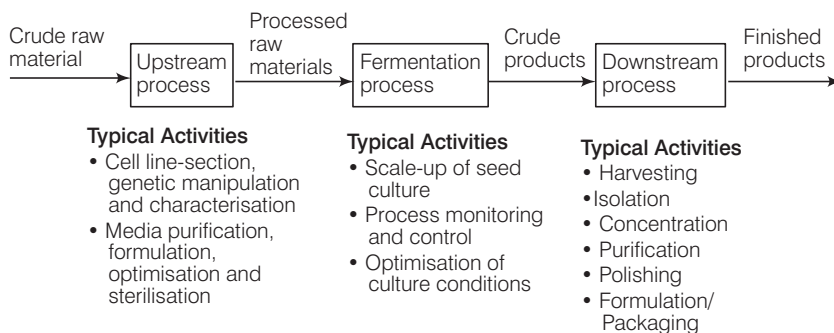 Crude raw
material
Upstream
process
Processed
raw
materials
Fermentation
process
Crude
products
Downstream
process
Finished
products
Typical Activities
• Cell line-section,
genetic manipulation
and characterisation
• Media purification,
formulation,
optimisation and
sterilisation
Typical Activities
• Scale-up of seed
culture
• Process monitoring
and control
• Optimisation of
culture conditions
Typical Activities
• Harvesting
•Isolation
• Concentration
• Purification
• Polishing
• Formulation/
Packaging